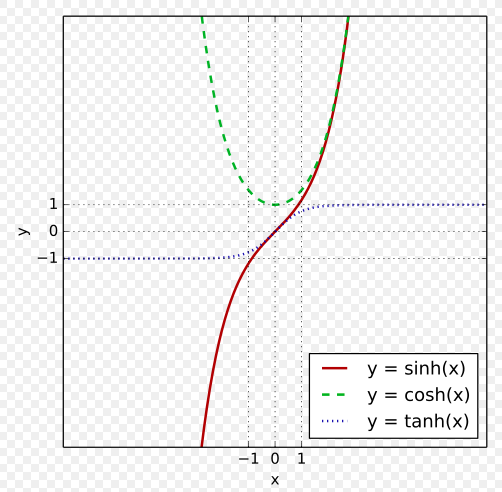 1
0
−1
y
y = sinh(x)
y = cosh(x)
y = tanh(x)
−1 0 1
x